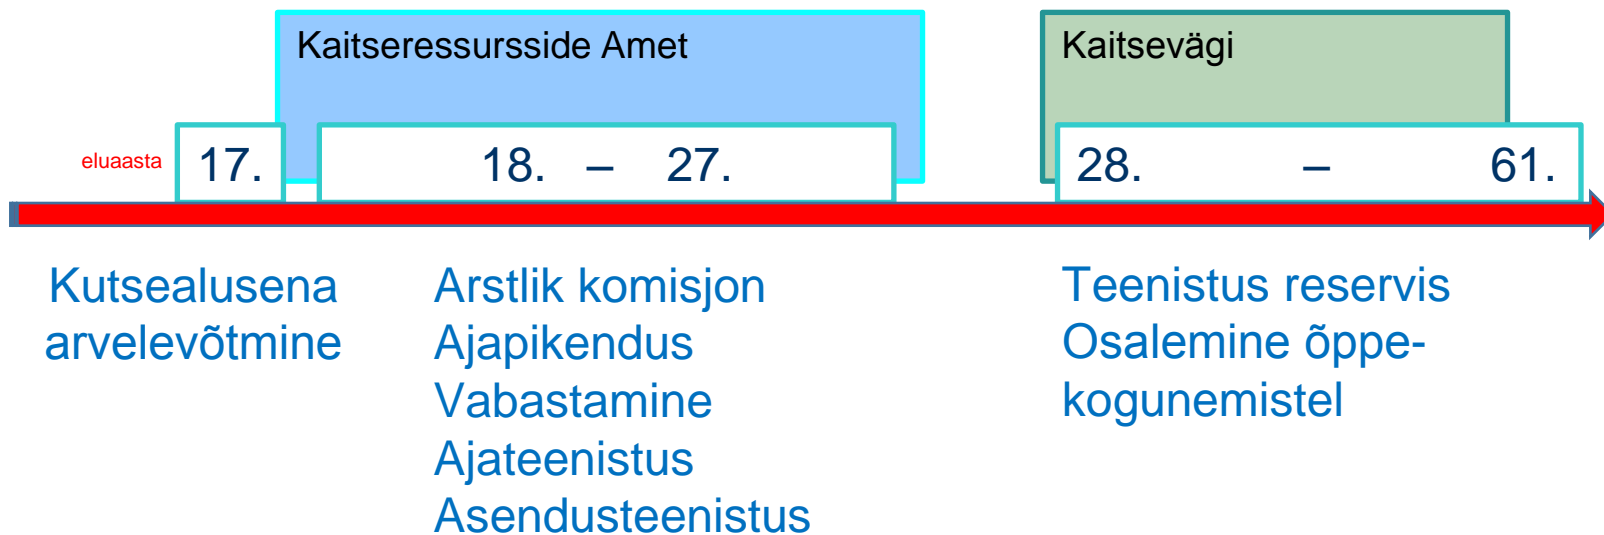 Kaitseressursside Amet
Kaitsevägi
eluaasta
17.
18. – 27.
28. – 61.
Kutsealusena
arvelevõtmine
Arstlik komisjon
Ajapikendus
Vabastamine
Ajateenistus
Asendusteenistus
Teenistus reservis
Osalemine õppe-
kogunemistel